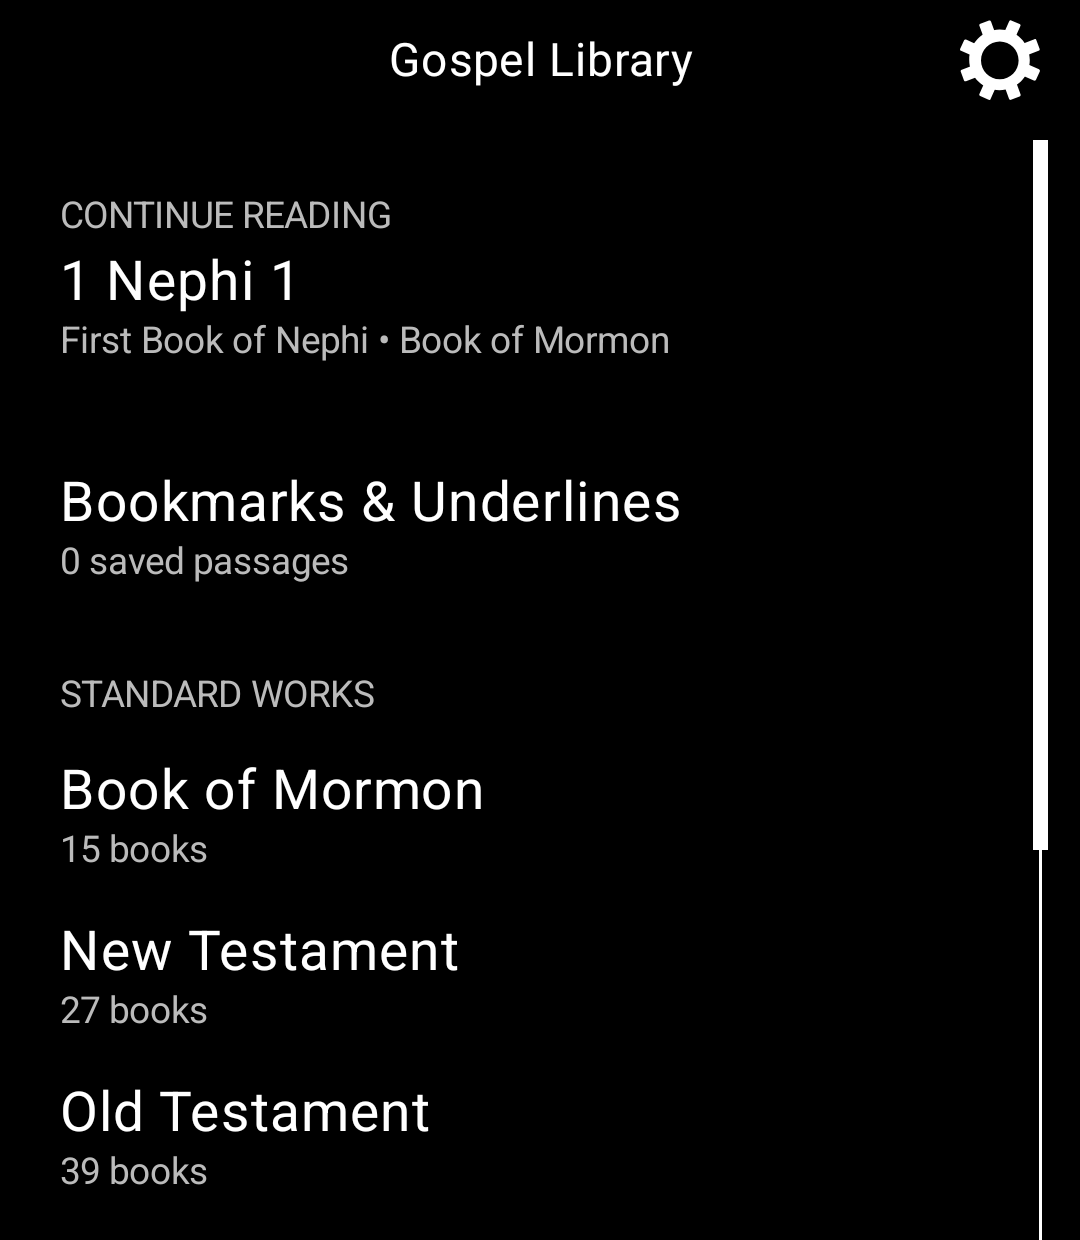 Gospel Library
CONTINUE READING
1 Nephi 1
First Book of Nephi • Book of Mormon
Bookmarks & Underlines
0 saved passages
STANDARD WORKS
Book of Mormon
15 books
New Testament
27 books
Old Testament
39 books